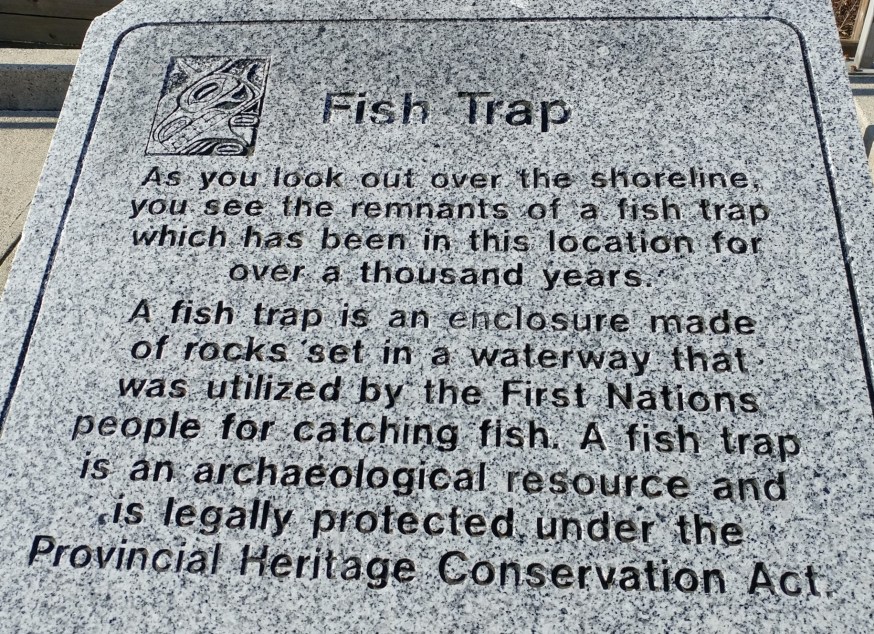 Fish Trap
As you look out over the shoreline,
you see the remnants of a fish trap
which has been in this location for
over a thousand years.
A fish trap is an enclosure made
of rocks set in a waterway that
was utilized by the First Nations
people for catching fish. A fish trap
is an archaeological resource and
is legally protected under the
Provincial Heritage Conservation Act.